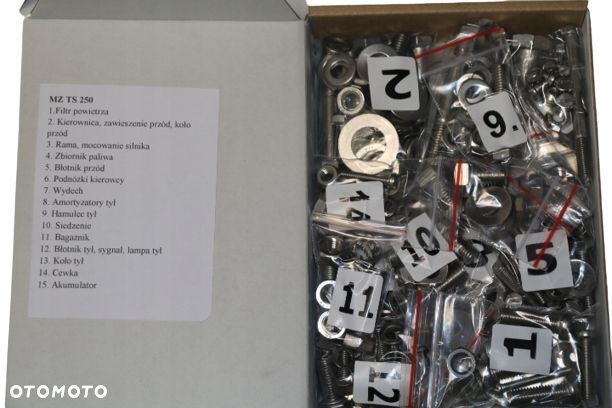 MZ TS 250
1.Filtr powietrza
2. Kierownica, zawieszenie przód, koło
przód
3. Rama, mocowanie silnika
4. Zbiornik paliwa
5. Błotnik przód
6. Podnóżki kierowcy
7. Wydech
8. Amortyzatory tył
9. Hamulec tył
10. Siedzenie
11. Bagażnik
12. Błotnik tył, sygnał, lampa tył
13. Koło tył
14. Cewka
15. Akumulator
2
9.
14
10
5
11
1
12
OTOMOTO